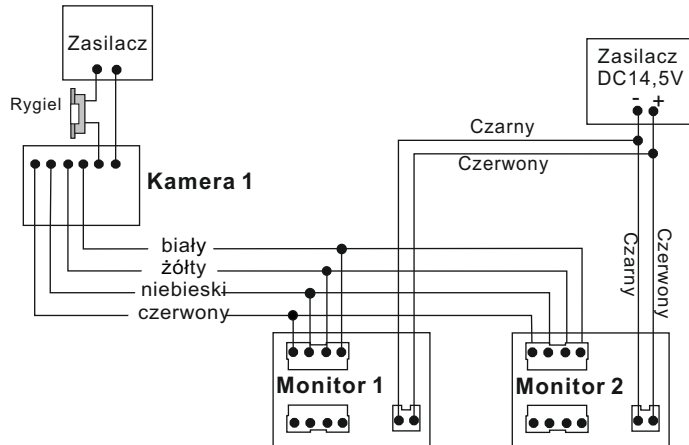 Zasilacz
Zasilacz
DC14,5V
- +
Rygiel
Czarny
Czerwony
Kamera 1
biały
żółty
niebieski
czerwony
Czarny
Czerwony
Monitor 1
Monitor 2